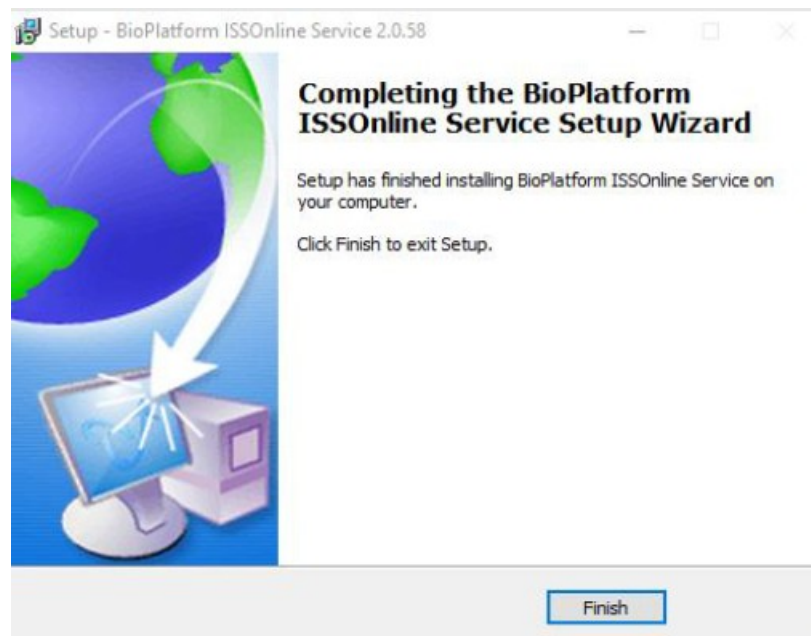 Setup - BioPlatform ISSOnline Service 2.0.58
Completing the BioPlatform
ISSOnline Service Setup Wizard
Setup has finished installing BioPlatform ISSOnline Service on
your computer.
Click Finish to exit Setup.
Finish